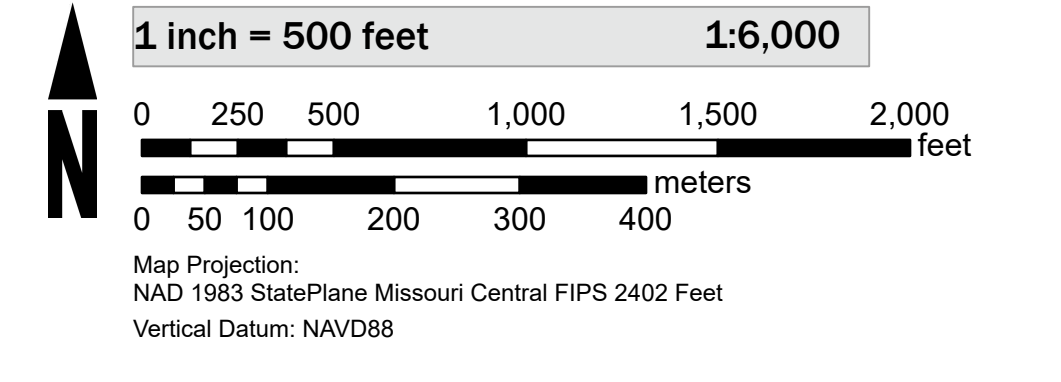 1 inch = 500 feet 1:6,000
0 250 500 1,000 1,500 2,000
feet
meters
0 50 100 200 300 400
N
Map Projection:
NAD 1983 StatePlane Missouri Central FIPS 2402 Feet
Vertical Datum: NAVD88